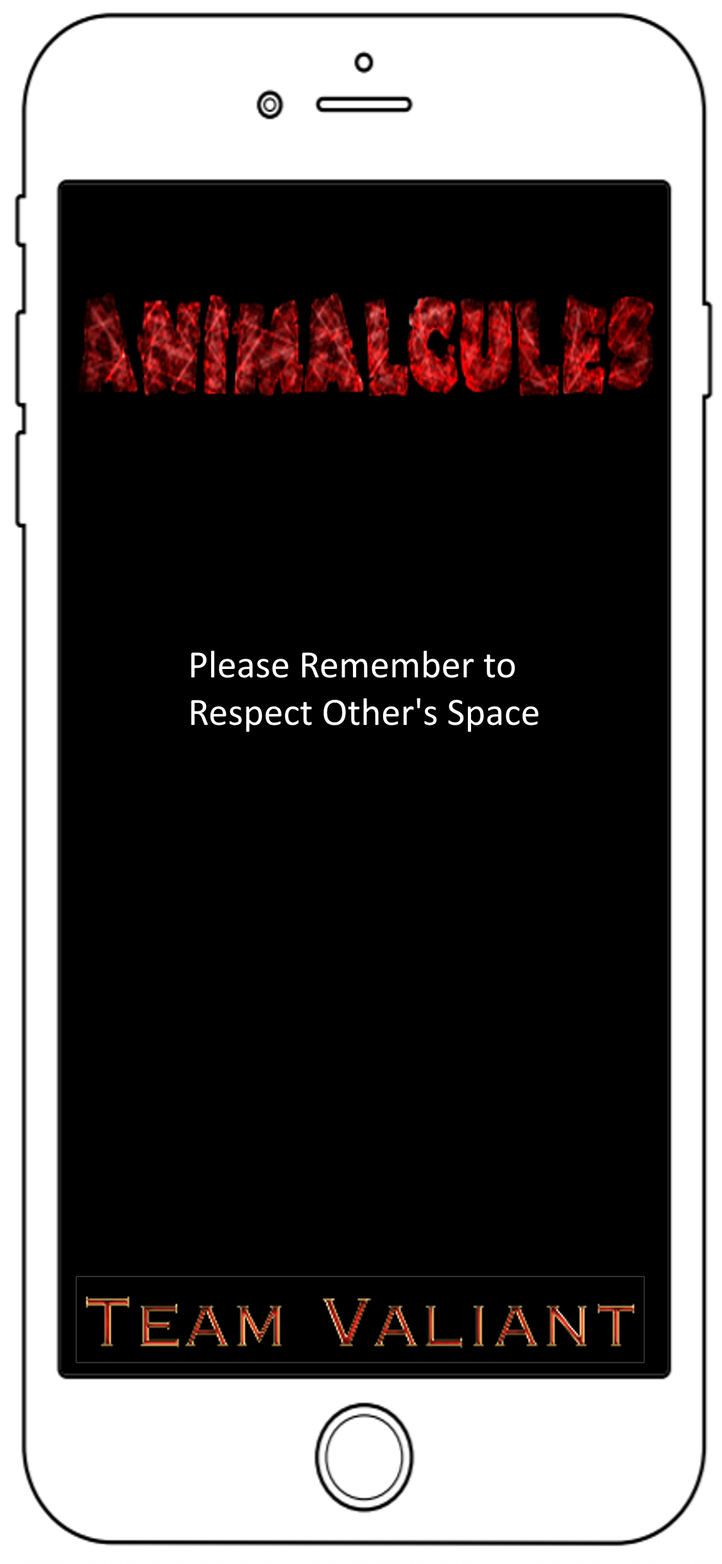 ANIMALCULES
Please Remember to
Respect Other's Space
TEAM VALIANT